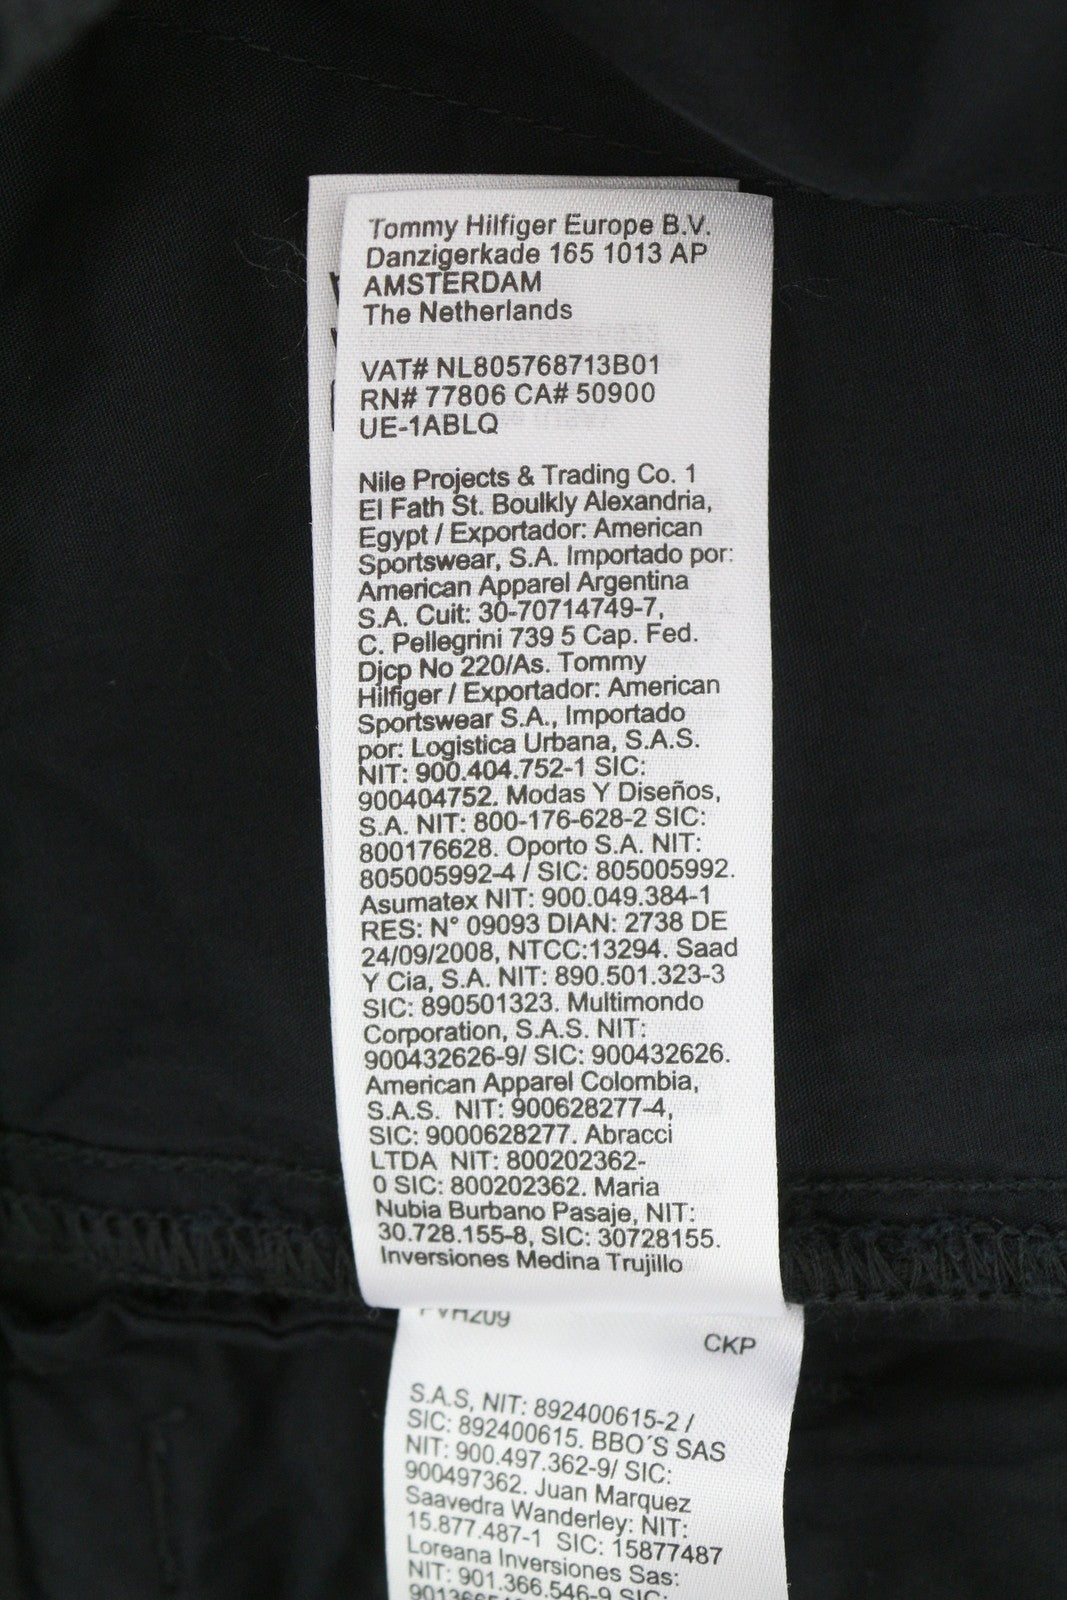 Tommy Hilfiger Europe B.V.
Danzigerkade 165 1013 AP
AMSTERDAM
The Netherlands
VAT# NL805768713B01
RN# 77806 CA# 50900
UE-1ABLQ
Nile Projects & Trading Co. 1
El Fath St. Boulkly Alexandria,
Egypt / Exportador: American
Sportswear, S.A. Importado por:
American Apparel Argentina
S.A. Cuit: 30-70714749-7,
C. Pellegrini 739 5 Cap. Fed.
Djcp No 220/As. Tommy
Hilfiger / Exportador: American
Sportswear S.A., Importado
por: Logistica Urbana, S.A.S.
NIT: 900.404.752-1 SIC:
900404752. Modas Y Diseños,
S.A. NIT: 800-176-628-2 SIC:
800176628. Oporto S.A. NIT:
805005992-4 / SIC: 805005992.
Asumatex NIT: 900.049.384-1
RES: N° 09093 DIAN: 2738 DE
24/09/2008, NTCC:13294. Saad
Y Cia, S.A. NIT: 890.501.323-3
SIC: 890501323. Multimondo
Corporation, S.A.S. NIT:
900432626-9/ SIC: 900432626.
American Apparel Colombia,
S.A.S.  NIT: 900628277-4,
SIC: 9000628277. Abracci
LTDA  NIT: 800202362-
0 SIC: 800202362. Maria
Nubia Burbano Pasaje, NIT:
30.728.155-8, SIC: 30728155.
Inversiones Medina Trujillo
PVH209
CKP
S.A.S, NIT: 892400615-2 /
SIC: 892400615. BBO´S SAS
NIT: 900.497.362-9/ SIC:
900497362. Juan Marquez
Saavedra Wanderley: NIT:
15.877.487-1  SIC: 15877487
Loreana Inversiones Sas:
NIT: 901.366.546-9 SIC: